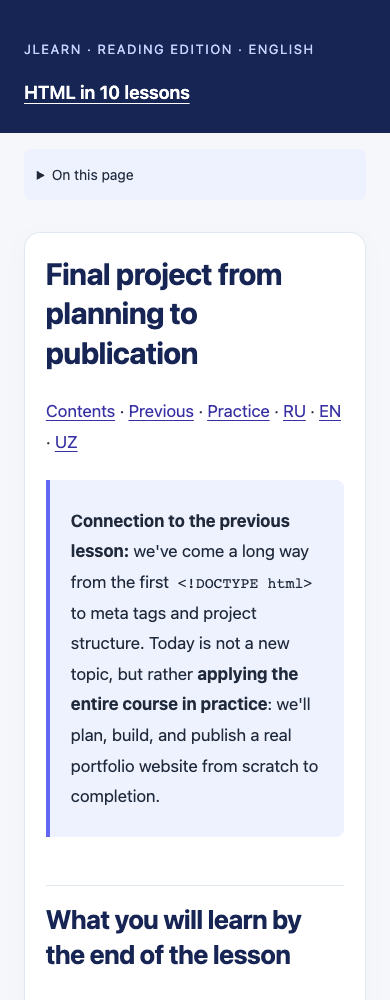 JLEARN · READING EDITION · ENGLISH
HTML in 10 lessons
▶ On this page
Final project from
planning to
publication
Contents · Previous · Practice · RU · EN
· UZ
Connection to the previous
lesson: we've come a long way
from the first <!DOCTYPE html>
to meta tags and project
structure. Today is not a new
topic, but rather applying the
entire course in practice: we'll
plan, build, and publish a real
portfolio website from scratch to
completion.
What you will learn by
the end of the lesson